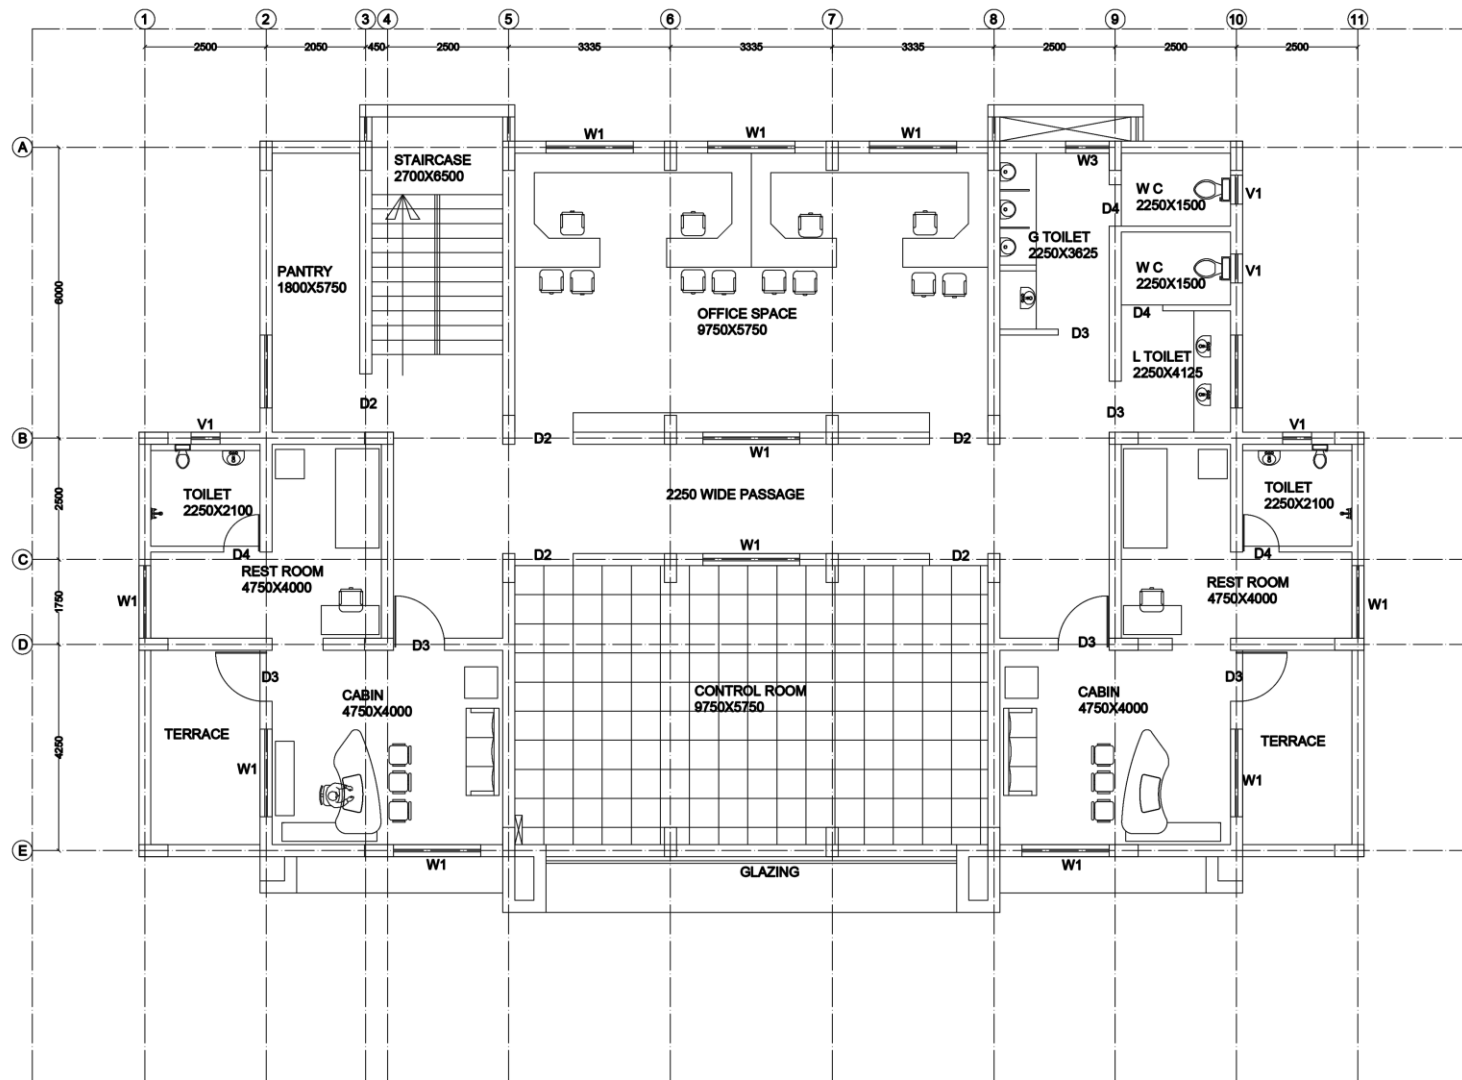 1 2 3 4 5 6 7 8 9 10 11
2500 2050 450 2500 3335 3335 3335 2500 2500 2500
A
W1 W1 W1 W3
STAIRCASE
2700X6500
W C
2250X1500
V1
D4
G TOILET
2250X3625
PANTRY
1800X5750
W C
2250X1500
V1
6000
OFFICE SPACE
9750X5750
D4
D3
L TOILET
2250X4125
D2
D3
V1
B
D2
W1
D2
V1
TOILET
2250X2100
2500
2250 WIDE PASSAGE
TOILET
2250X2100
C
D4
D2
W1
D2
D4
REST ROOM
4750X4000
REST ROOM
4750X4000
W1
1750
W1
D
D3
D3
D3
D3
CABIN
4750X4000
CONTROL ROOM
9750X5750
CABIN
4750X4000
TERRACE
TERRACE
4250
W1
W1
E
W1
GLAZING
W1